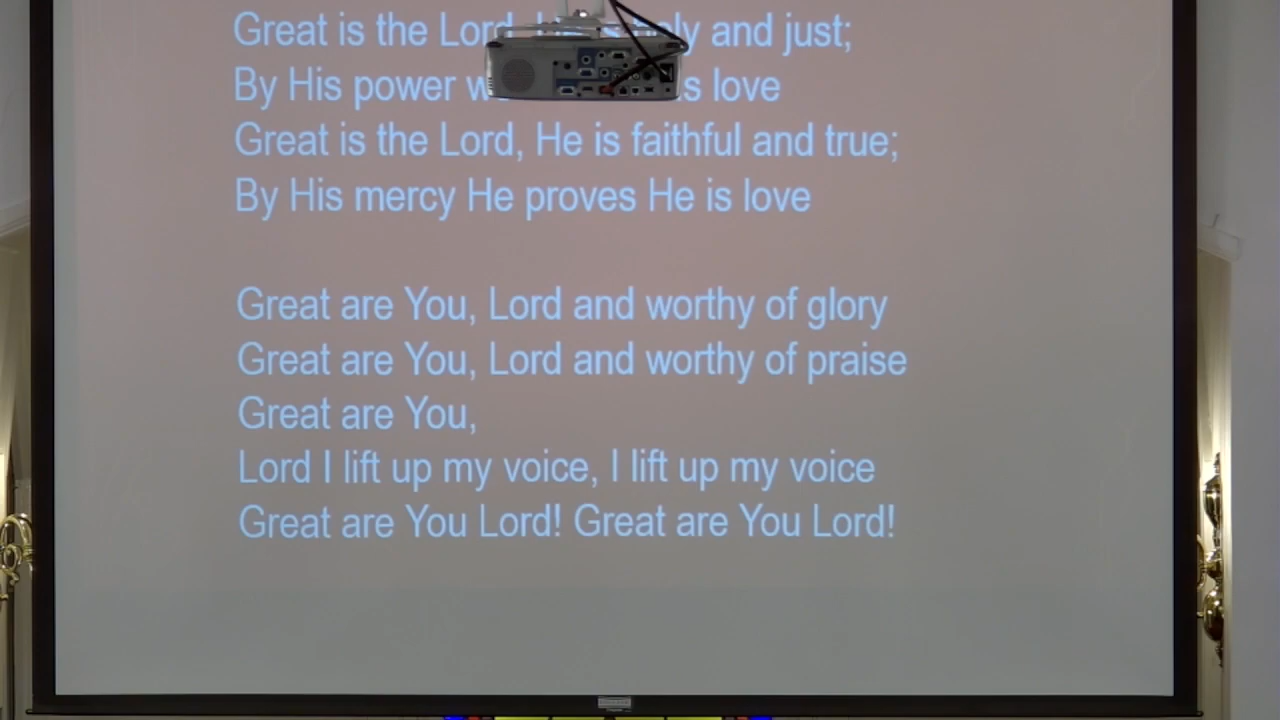 Great is the Lord, and just;
By His power is love
Great is the Lord, He is faithful and true;
By His mercy He proves He is love
Great are You, Lord and worthy of glory
Great are You, Lord and worthy of praise
Great are You,
Lord I lift up my voice, I lift up my voice
Great are You Lord! Great are You Lord!